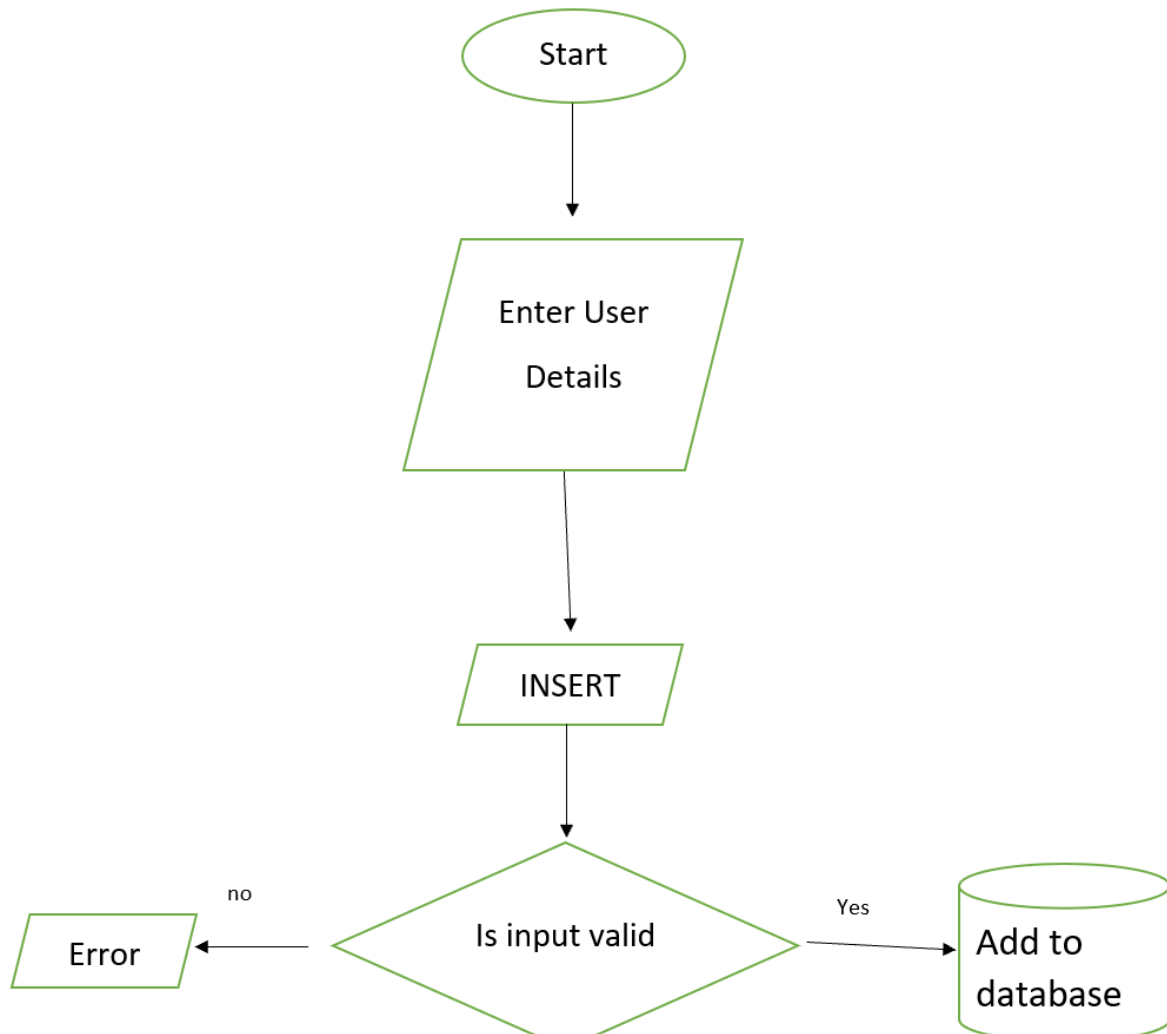 Start
Enter User
Details
INSERT
no
Yes
Error
Is input valid
Add to
database